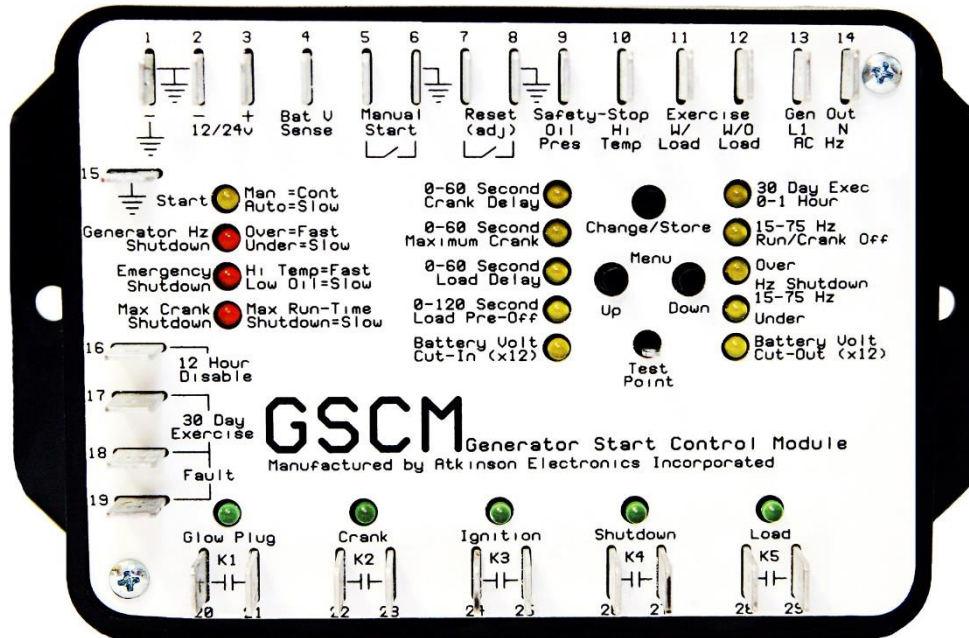 1 2 3 4 5 6 7 8 9 10 11 12 13 14
- - +
12/24v
Bat V
Sense
Manual
Start
Reset
(adj)
Safety-Stop
Oil Hi
Pres Temp
Exercise
W/ W/O
Load Load
Gen Out
L1 N
AC Hz
15
Start
Man =Cont
Auto=Slow
Generator Hz
Shutdown
Over=Fast
Under=Slow
Emergency
Shutdown
Hi Temp=Fast
Low Oil=Slow
Max Crank
Shutdown
Max Run-Time
Shutdown=Slow
0-60 Second
Crank Delay
0-60 Second
Maximum Crank
0-60 Second
Load Delay
0-120 Second
Load Pre-Off
Battery Volt
Cut-In (x12)
Change/Store
Menu
Up Down
Test
Point
30 Day Exec
0-1 Hour
15-75 Hz
Run/Crank Off
Over
Hz Shutdown
15-75 Hz
Under
Battery Volt
Cut-Out (x12)
16
12 Hour
Disable
17
30 Day
Exercise
18
Fault
19
GSCM Generator Start Control Module
Manufactured by Atkinson Electronics Incorporated
Glow Plug Crank Ignition Shutdown Load
K1 K2 K3 K4 K5
20 21 22 23 24 25 26 27 28 29